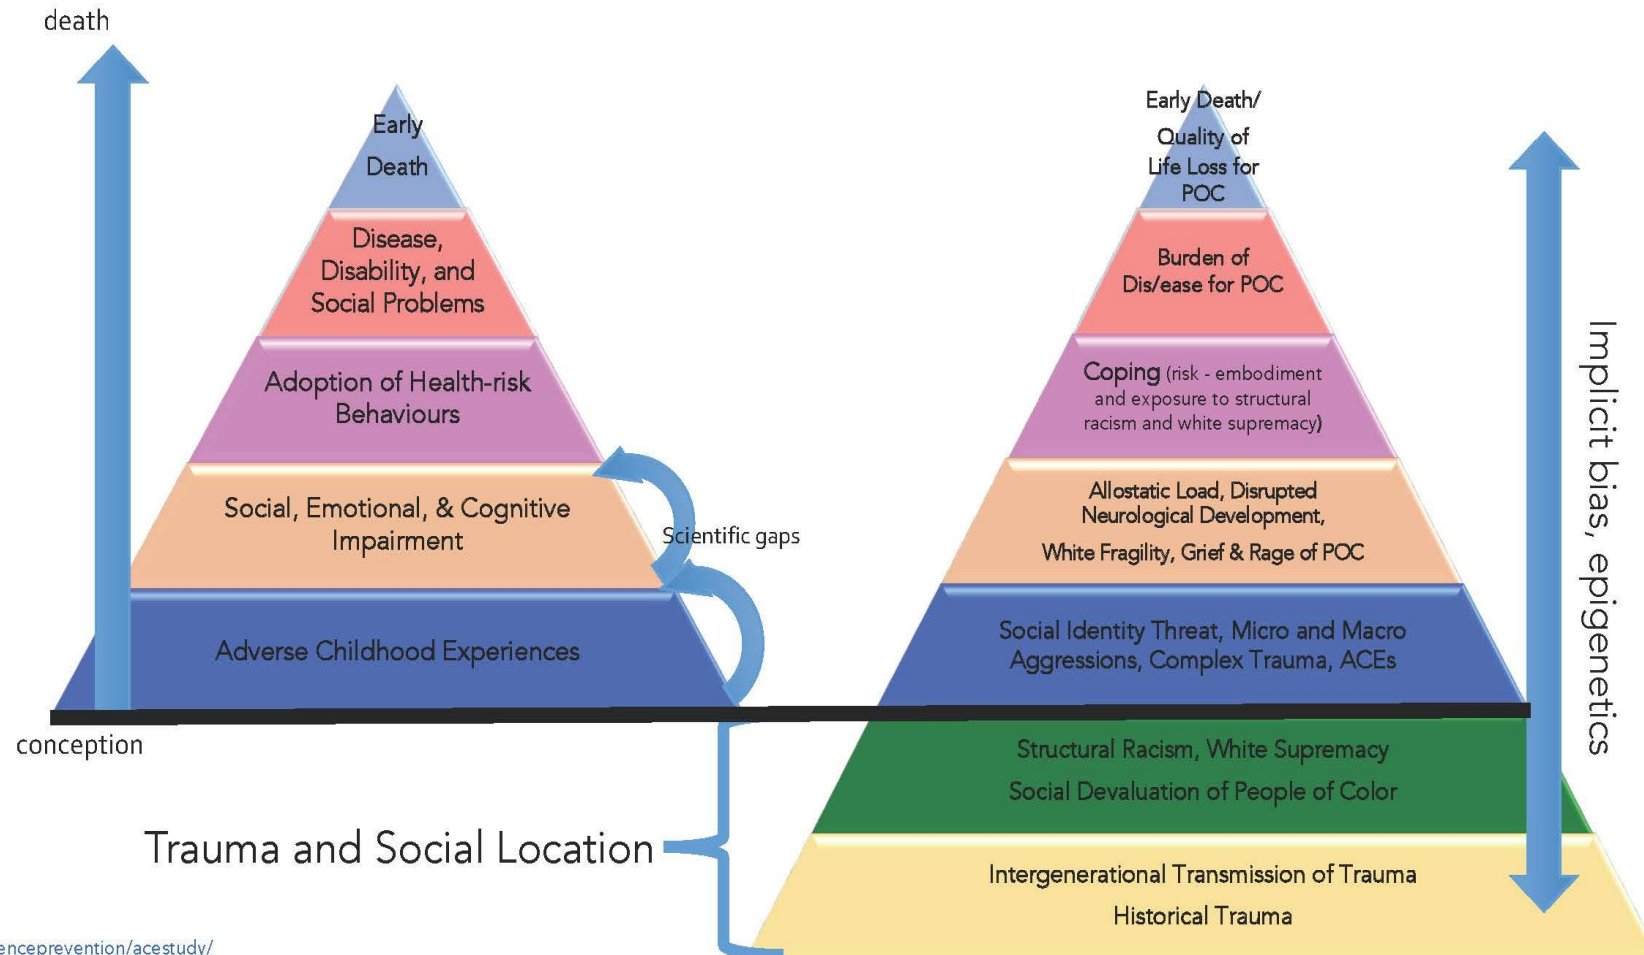 death
Early
Death
Disease,
Disability, and
Social Problems
Adoption of Health-risk
Behaviours
Social, Emotional, & Cognitive
Impairment
Scientific gaps
Adverse Childhood Experiences
conception
Early Death/
Quality of
Life Loss for
POC
Burden of
Dis/ease for POC
Coping (risk - embodiment
and exposure to structural
racism and white supremacy)
Allostatic Load, Disrupted
Neurological Development,
White Fragility, Grief & Rage of POC
Social Identity Threat, Micro and Macro
Aggressions, Complex Trauma, ACEs
Structural Racism, White Supremacy
Social Devaluation of People of Color
Intergenerational Transmission of Trauma
Historical Trauma
Implicit bias, epigenetics
Trauma and Social Location
enceprevention/acestudy/